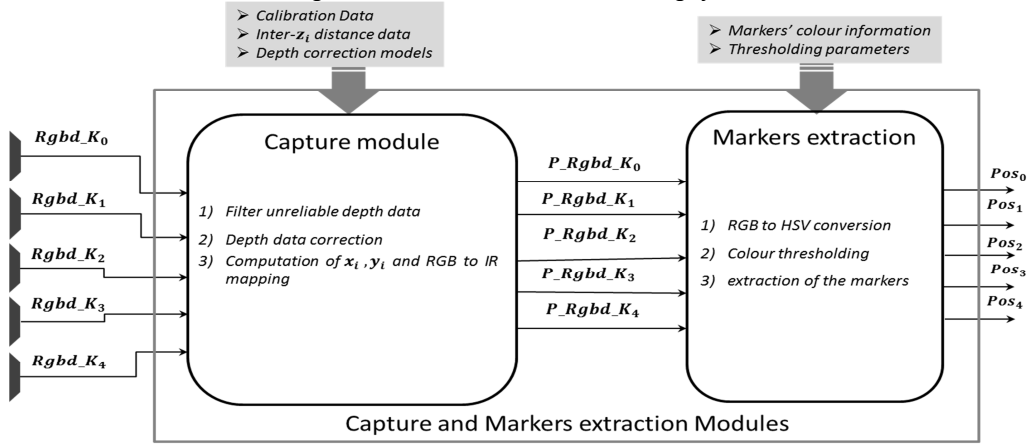 ➢ Calibration Data
➢ Inter-z_i distance data
➢ Depth correction models
➢ Markers' colour information
➢ Thresholding parameters
Rgbd_K_0
Rgbd_K_1
Rgbd_K_2
Rgbd_K_3
Rgbd_K_4
Capture module
1) Filter unreliable depth data
2) Depth data correction
3) Computation of x_i ,y_i and RGB to IR
mapping
P_Rgbd_K_0
P_Rgbd_K_1
P_Rgbd_K_2
P_Rgbd_K_3
P_Rgbd_K_4
Markers extraction
1) RGB to HSV conversion
2) Colour thresholding
3) extraction of the markers
Pos_0
Pos_1
Pos_2
Pos_3
Pos_4
Capture and Markers extraction Modules